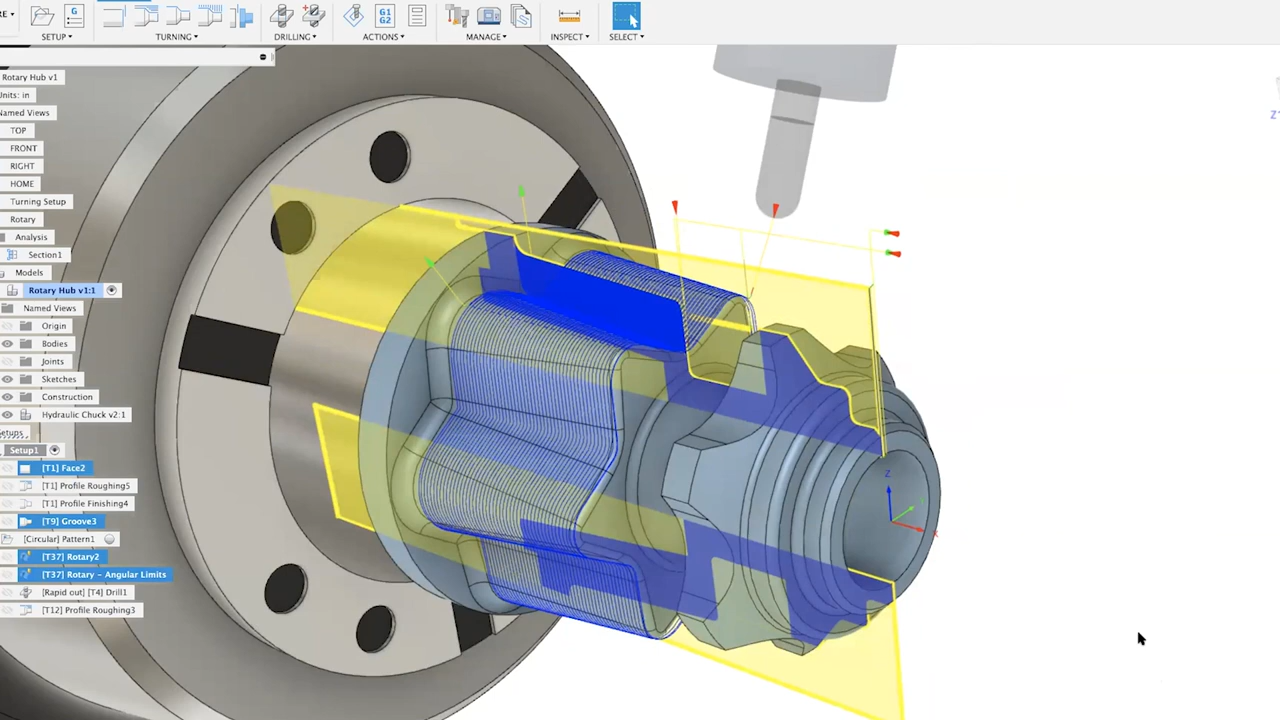 RE ▾
G
G1
G2
SETUP ▾
TURNING ▾
DRILLING ▾
ACTIONS ▾
MANAGE ▾
INSPECT ▾
SELECT ▾
Rotary Hub v1
Units: in
Named Views
TOP
FRONT
RIGHT
HOME
Turning Setup
Rotary
Analysis
Section1
Models
Rotary Hub v1:1
Named Views
Origin
Bodies
Joints
Sketches
Construction
Hydraulic Chuck v2:1
Setups
Setup1
[T1] Face2
[T1] Profile Roughing5
[T1] Profile Finishing4
[T9] Groove3
[Circular] Pattern1
[T37] Rotary2
[T37] Rotary - Angular Limits
[Rapid out] [T4] Drill1
[T12] Profile Roughing3
Z
X
Z